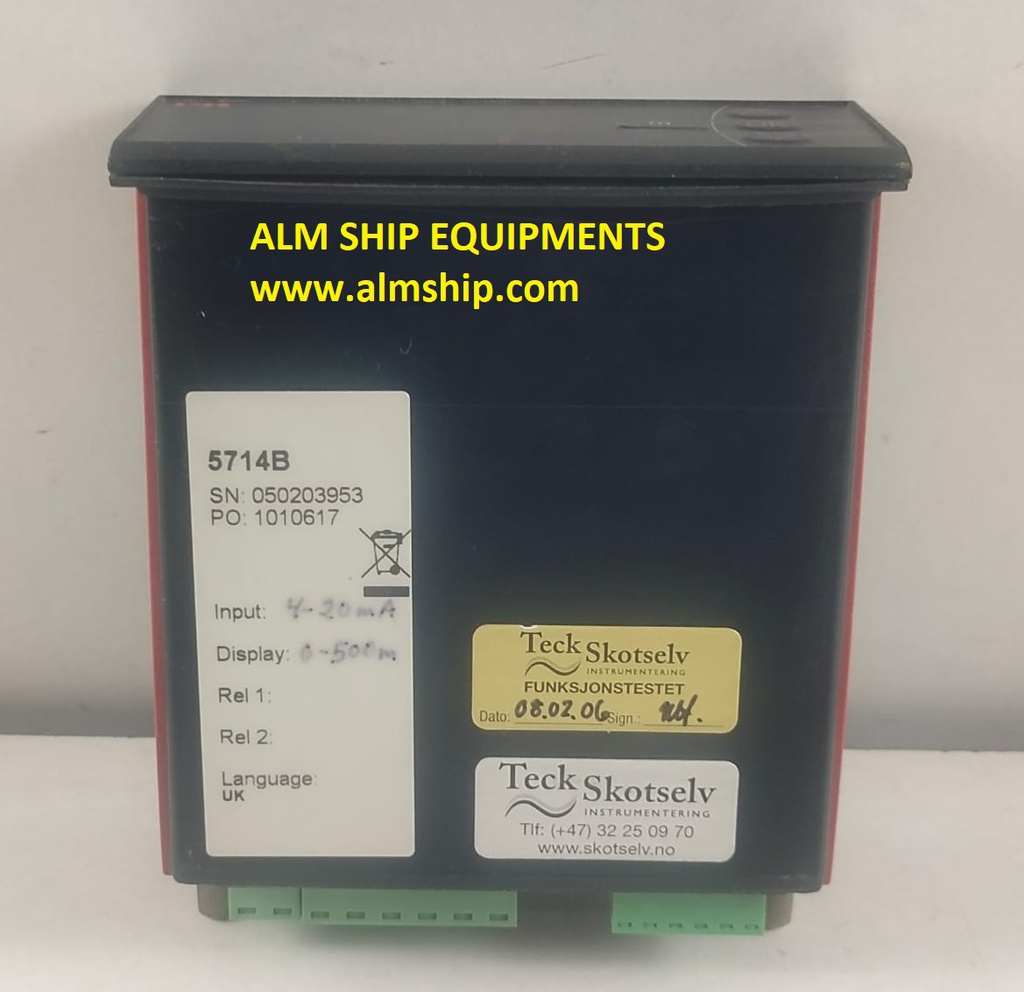 ALM SHIP EQUIPMENTS
www.almship.com
5714B
SN: 050203953
PO: 1010617
Input: 4-20mA
Display: 0-500m
Rel 1:
Rel 2:
Language:
UK
Teck Skotselv
INSTRUMENTERING
FUNKSJONSTESTET
Dato: 08.02.06 Sign.:
Teck Skotselv
INSTRUMENTERING
Tlf: (+47) 32 25 09 70
www.skotselv.no